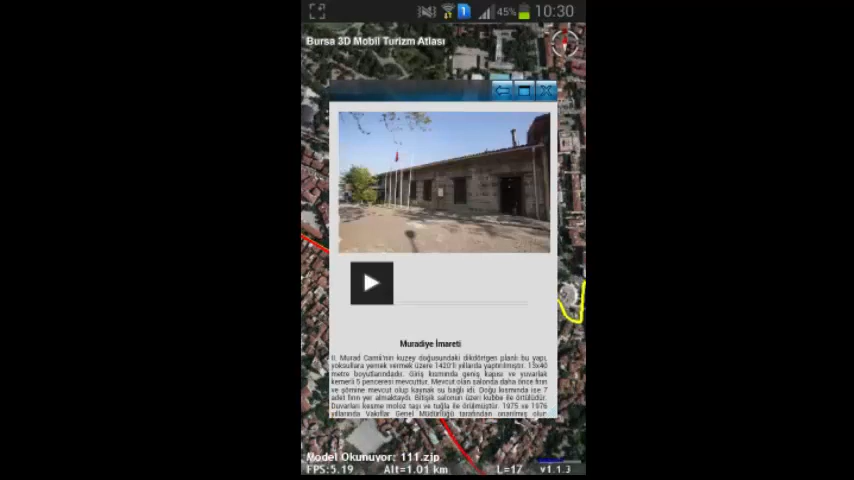 1 45% 10:30
Bursa 3D Mobil Turizm Atlası
Muradiye İmareti
II. Murad Camii'nin kuzey doğusundaki dikdörtgen planlı bu yapı,
yoksullara yemek vermek üzere 1420'li yıllarda yaptırılmıştır. 15x40
metre boyutlarındadır. Giriş kısmında geniş kapısı ve yuvarlak
kemerli 5 penceresi mevcuttur. Mevcut olan salonda daha önce fırın
ve şömine mevcut olup kaynak su bağlı idi. Doğu kısmında ise 7
adet fırın yer almaktaydı. Bitişik salonun üzeri kubbe ile örtülüdür.
Duvarları kesme moloz taşı ve tuğla ile örülmüştür. 1975 ve 1976
yıllarında Vakıflar Genel Müdürlüğü tarafından onarılmış olup
Model Okunuyor: 111.zip
FPS:5.19 Alt=1.01 km L=17 v1.1.3